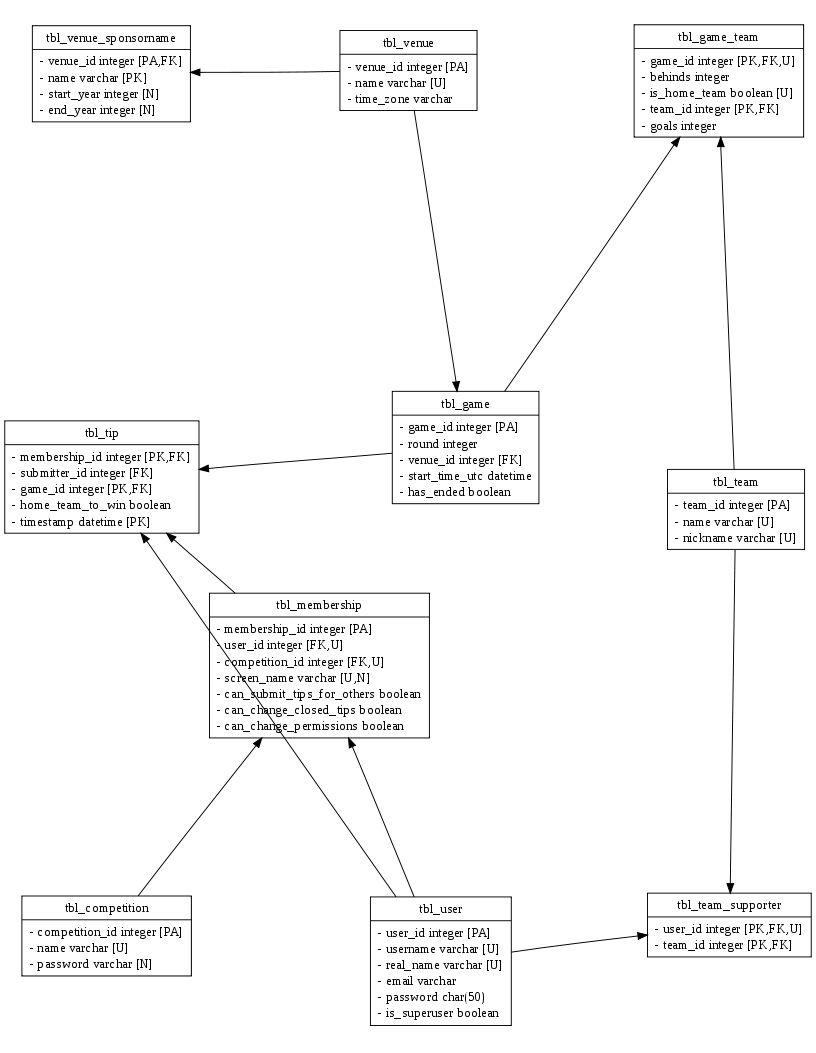 tbl_venue_sponsorname
- venue_id integer [PA,FK]
- name varchar [PK]
- start_year integer [N]
- end_year integer [N]
tbl_venue
- venue_id integer [PA]
- name varchar [U]
- time_zone varchar
tbl_game_team
- game_id integer [PK,FK,U]
- behinds integer
- is_home_team boolean [U]
- team_id integer [PK,FK]
- goals integer
tbl_game
- game_id integer [PA]
- round integer
- venue_id integer [FK]
- start_time_utc datetime
- has_ended boolean
tbl_tip
- membership_id integer [PK,FK]
- submitter_id integer [FK]
- game_id integer [PK,FK]
- home_team_to_win boolean
- timestamp datetime [PK]
tbl_team
- team_id integer [PA]
- name varchar [U]
- nickname varchar [U]
tbl_membership
- membership_id integer [PA]
- user_id integer [FK,U]
- competition_id integer [FK,U]
- screen_name varchar [U,N]
- can_submit_tips_for_others boolean
- can_change_closed_tips boolean
- can_change_permissions boolean
tbl_competition
- competition_id integer [PA]
- name varchar [U]
- password varchar [N]
tbl_user
- user_id integer [PA]
- username varchar [U]
- real_name varchar [U]
- email varchar
- password char(50)
- is_superuser boolean
tbl_team_supporter
- user_id integer [PK,FK,U]
- team_id integer [PK,FK]